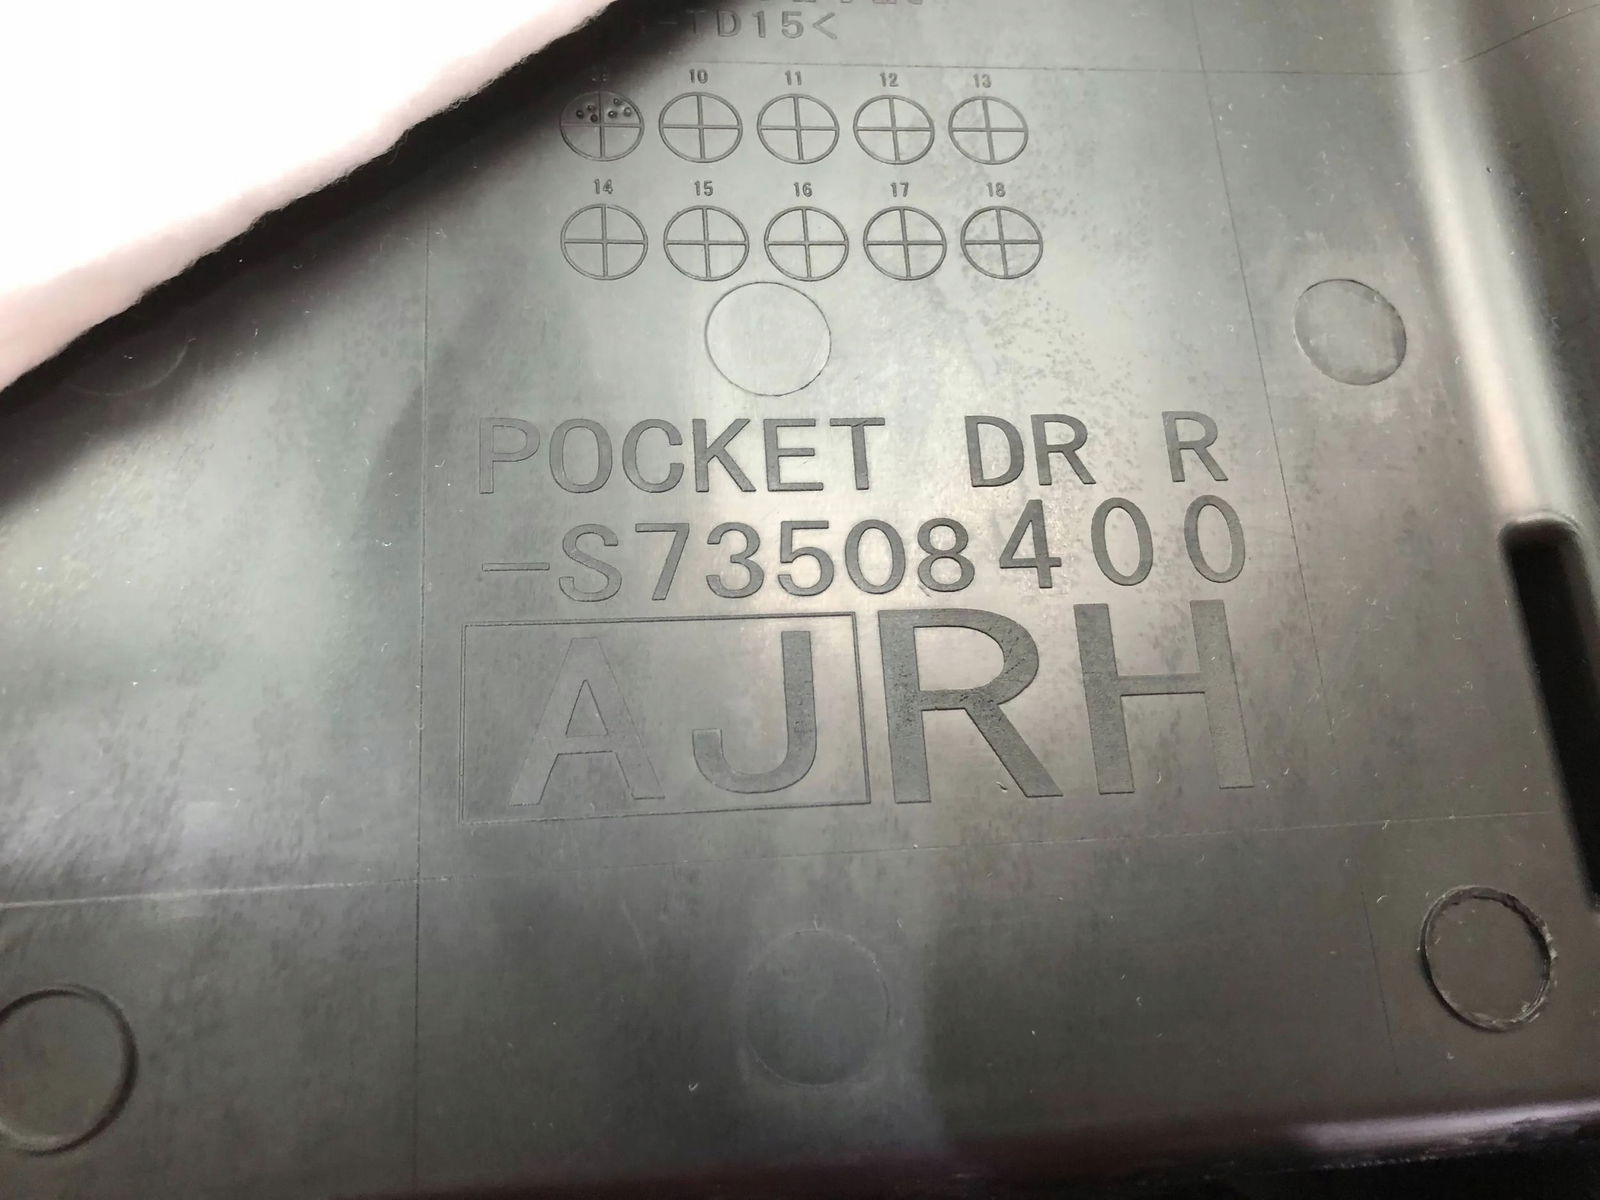 -TD15<
10 11 12 13
14 15 16 17 18
POCKET DR R
-S73508400
AJRH